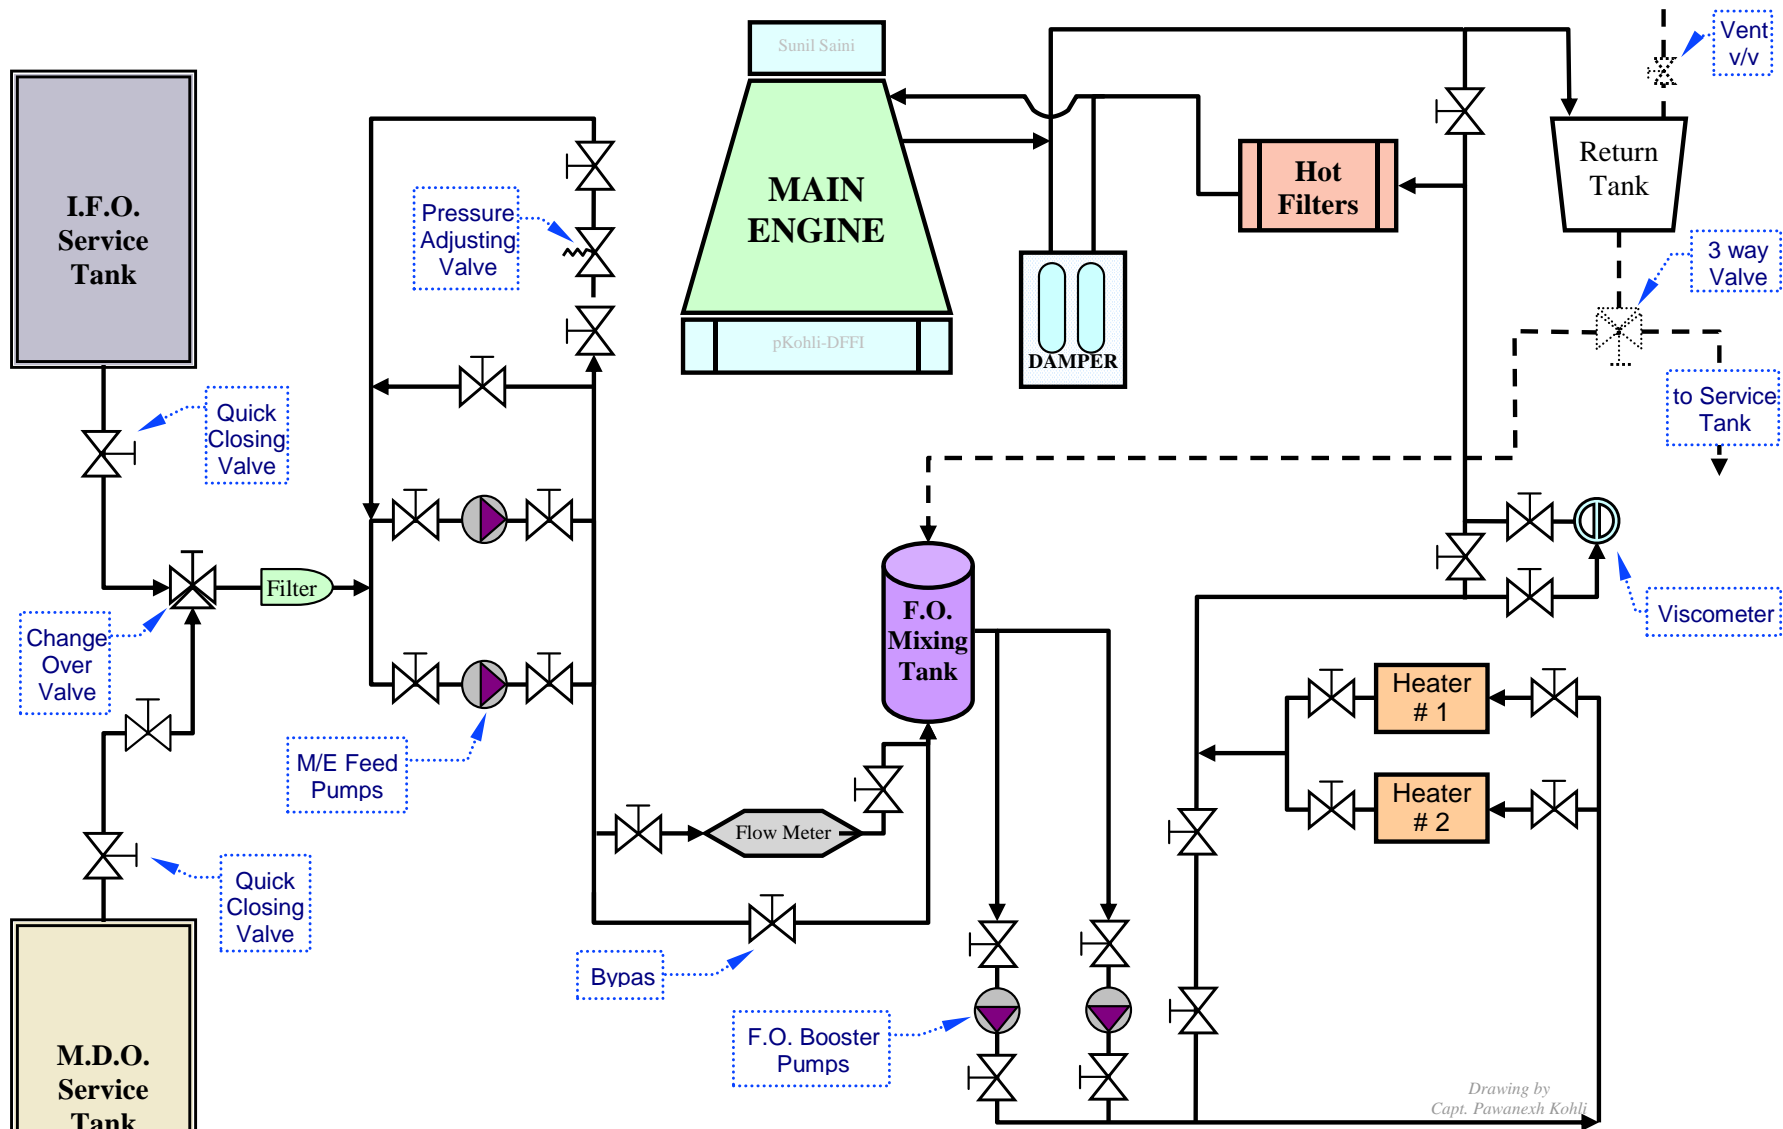 Sunil Saini
Vent
v/v
I.F.O.
Service
Tank
Pressure
Adjusting
Valve
MAIN
ENGINE
Hot
Filters
Return
Tank
3 way
Valve
pKohli-DFFI
DAMPER
to Service
Tank
Quick
Closing
Valve
Filter
F.O.
Mixing
Tank
Viscometer
Change
Over
Valve
Heater
# 1
M/E Feed
Pumps
Heater
# 2
Flow Meter
Quick
Closing
Valve
Bypas
F.O. Booster
Pumps
M.D.O.
Service
Tank
Drawing by
Capt. Pawanexh Kohli